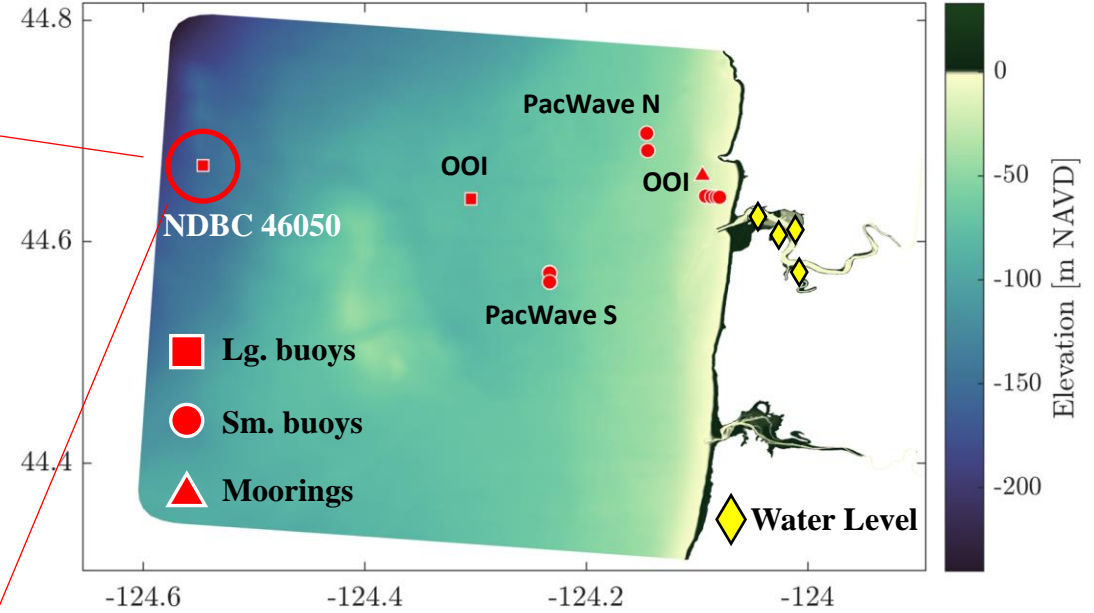 44.8
PacWave N
OOI
OOI
NDBC 46050
44.6
PacWave S
Lg. buoys
Sm. buoys
44.4
Moorings
Water Level
-124.6
-124.4
-124.2
-124
0
-50
-100
-150
-200
Elevation [m NAVD]